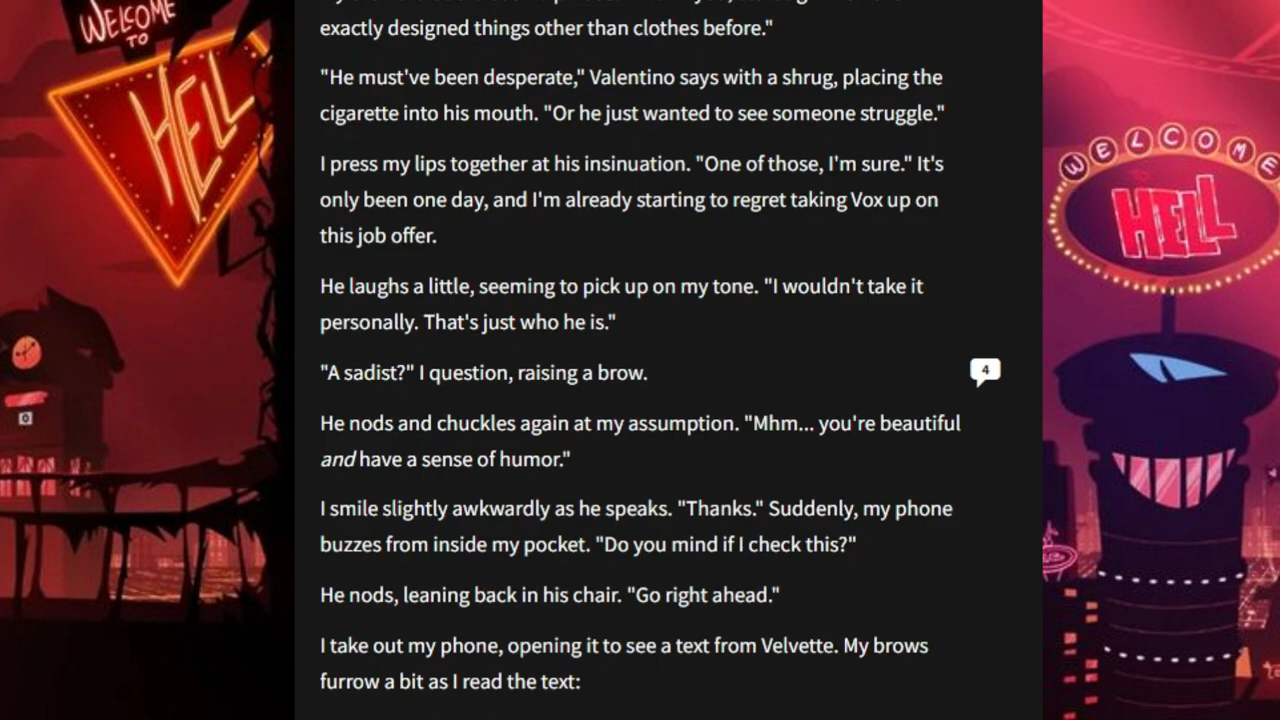 WELCOME
TO
HELL
exactly designed things other than clothes before."
"He must've been desperate," Valentino says with a shrug, placing the
cigarette into his mouth. "Or he just wanted to see someone struggle."
I press my lips together at his insinuation. "One of those, I'm sure." It's
only been one day, and I'm already starting to regret taking Vox up on
this job offer.
He laughs a little, seeming to pick up on my tone. "I wouldn't take it
personally. That's just who he is."
"A sadist?" I question, raising a brow.
4
He nods and chuckles again at my assumption. "Mhm... you're beautiful
and have a sense of humor."
I smile slightly awkwardly as he speaks. "Thanks." Suddenly, my phone
buzzes from inside my pocket. "Do you mind if I check this?"
He nods, leaning back in his chair. "Go right ahead."
I take out my phone, opening it to see a text from Velvette. My brows
furrow a bit as I read the text:
WELCOME
HELL